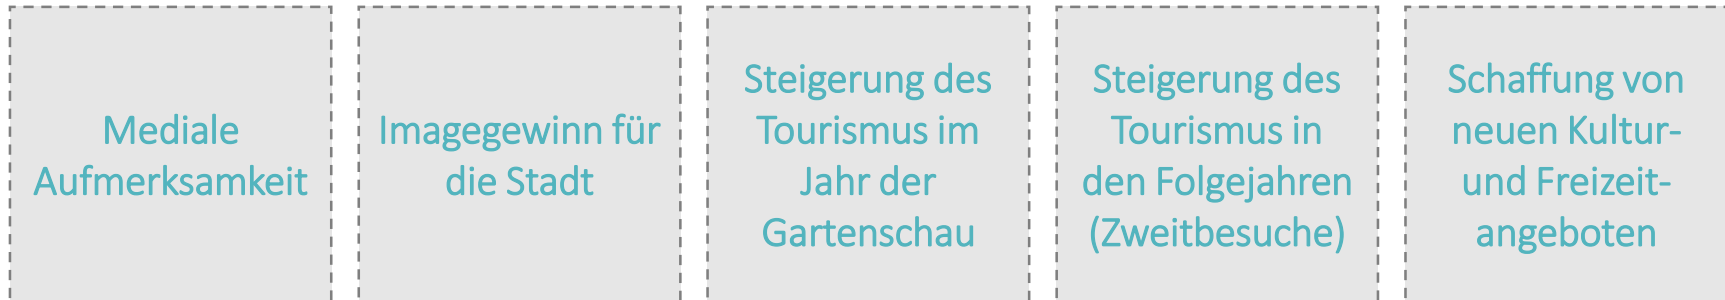 Mediale
Aufmerksamkeit
Imagegewinn für
die Stadt
Steigerung des
Tourismus im
Jahr der
Gartenschau
Steigerung des
Tourismus in
den Folgejahren
(Zweitbesuche)
Schaffung von
neuen Kultur-
und Freizeit-
angeboten